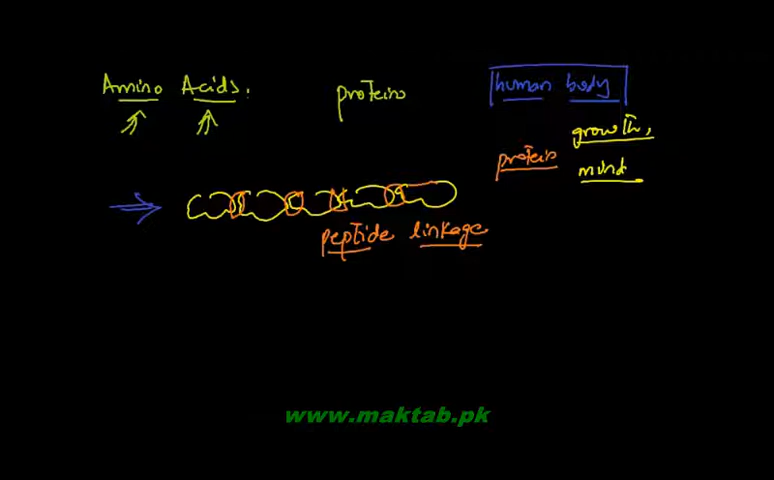 Amino Acids.
proteins
human body
growth,
protein
mind
peptide linkage
www.maktab.pk